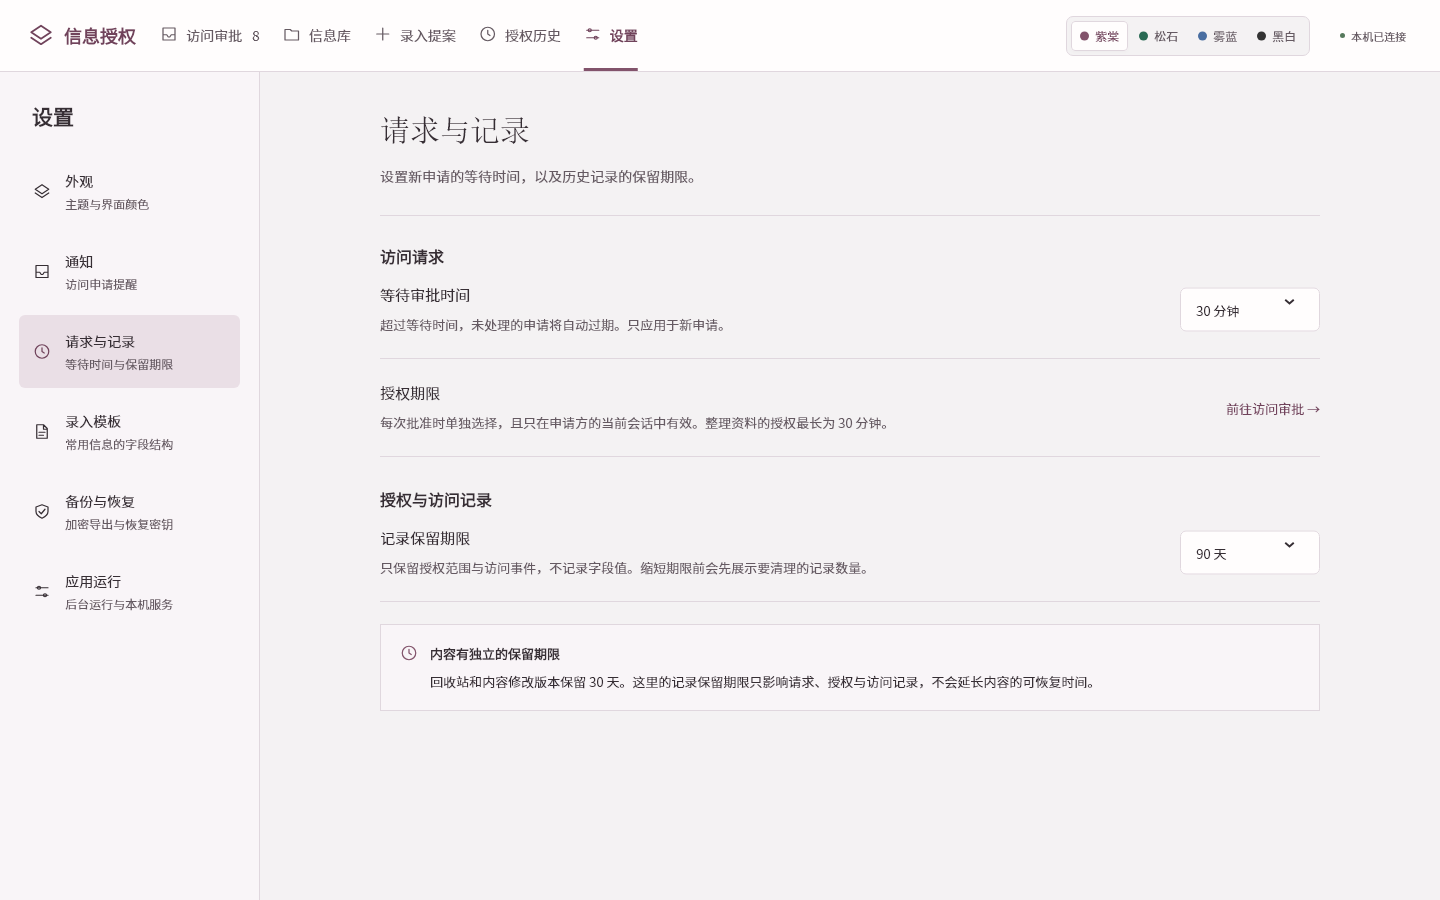 信息授权
访问审批 8
信息库
录入提案
授权历史
设置
紫棠
松石
雾蓝
黑白
本机已连接
设置
外观
主题与界面颜色
通知
访问申请提醒
请求与记录
等待时间与保留期限
录入模板
常用信息的字段结构
备份与恢复
加密导出与恢复密钥
应用运行
后台运行与本机服务
请求与记录
设置新申请的等待时间，以及历史记录的保留期限。
访问请求
等待审批时间
超过等待时间，未处理的申请将自动过期。只应用于新申请。
30 分钟
授权期限
每次批准时单独选择，且只在申请方的当前会话中有效。整理资料的授权最长为 30 分钟。
前往访问审批 →
授权与访问记录
记录保留期限
只保留授权范围与访问事件，不记录字段值。缩短期限前会先展示要清理的记录数量。
90 天
内容有独立的保留期限
回收站和内容修改版本保留 30 天。这里的记录保留期限只影响请求、授权与访问记录，不会延长内容的可恢复时间。